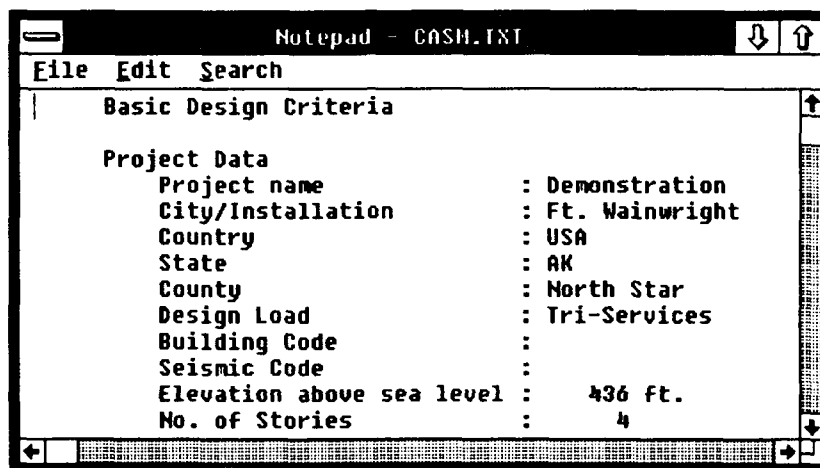 Notepad - CASM.TXT
File Edit Search
Basic Design Criteria
Project Data
Project name : Demonstration
City/Installation : Ft. Wainwright
Country : USA
State : AK
County : North Star
Design Load : Tri-Services
Building Code :
Seismic Code :
Elevation above sea level : 436 ft.
No. of Stories : 4